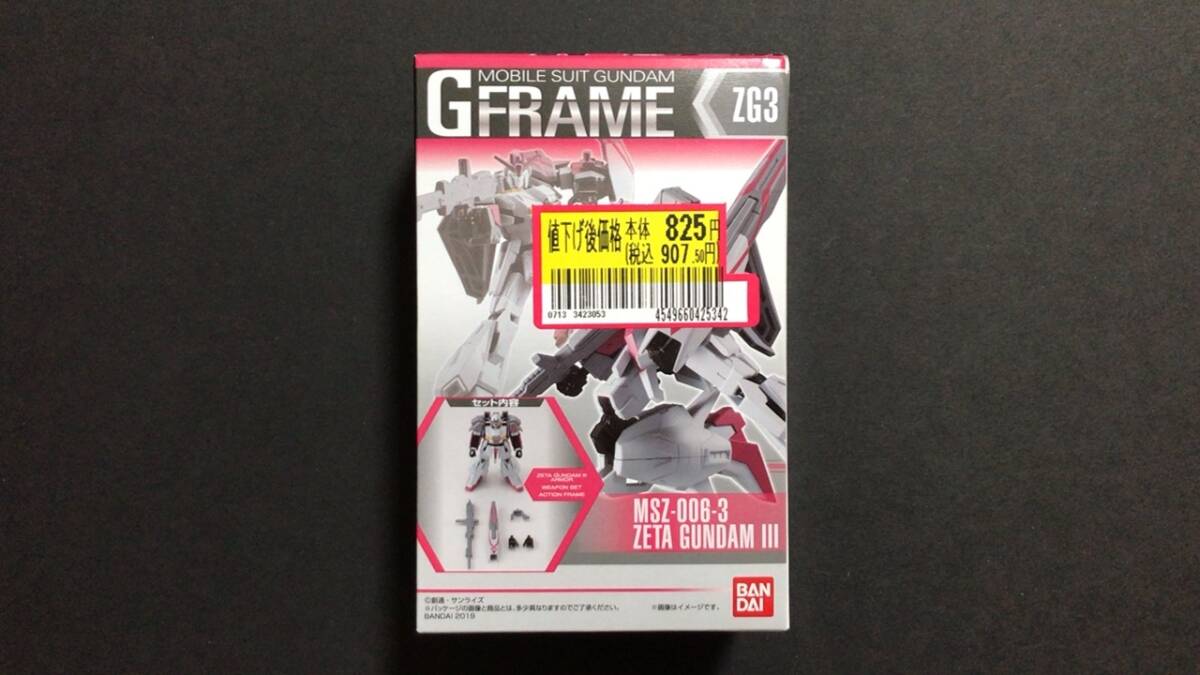 MOBILE SUIT GUNDAM
G FRAME
ZG3
値下げ後価格 本体 825円
(税込 907.50円)
0713 3423053
4549660425342
セット内容
ZETA GUNDAM III
ARMOR
WEAPON SET
ACTION FRAME
MSZ-006-3
ZETA GUNDAM III
©創通・サンライズ
※パッケージの画像と商品とは、多少異なりますのでご了承ください。
※画像はイメージです。
BANDAI 2019
BAN
DAI